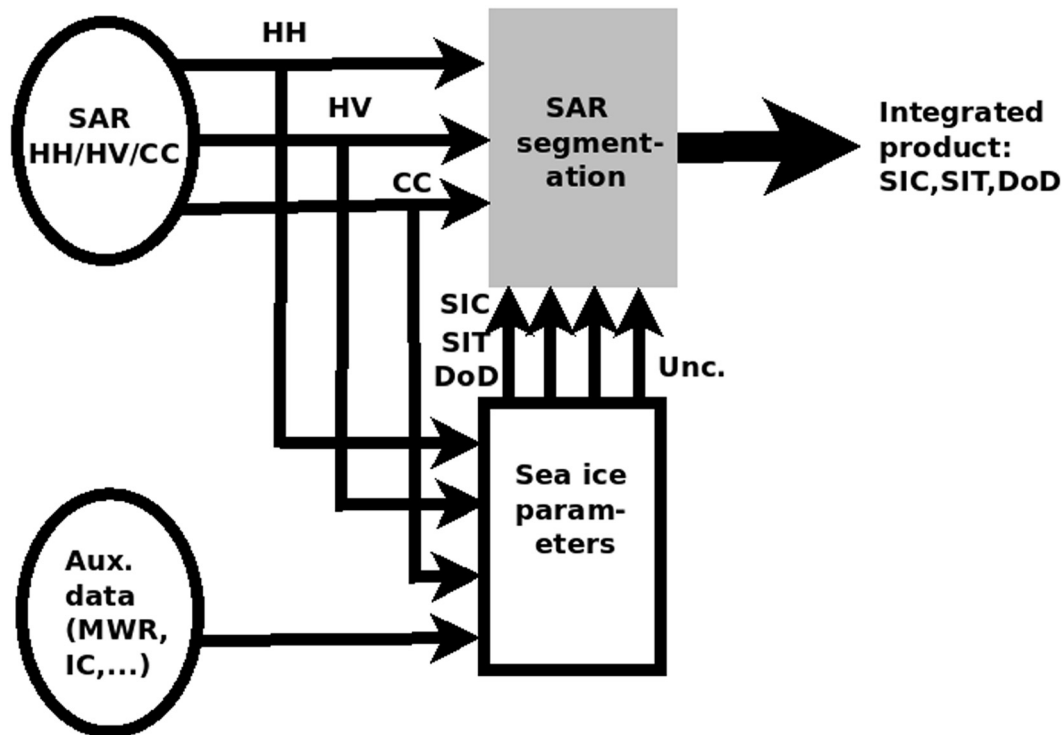 HH
SAR
HH/HV/CC
HV
CC
SAR
segment-
ation
Integrated
product:
SIC,SIT,DoD
SIC
SIT
DoD
Unc.
Sea ice
param-
eters
Aux.
data
(MWR,
IC,...)